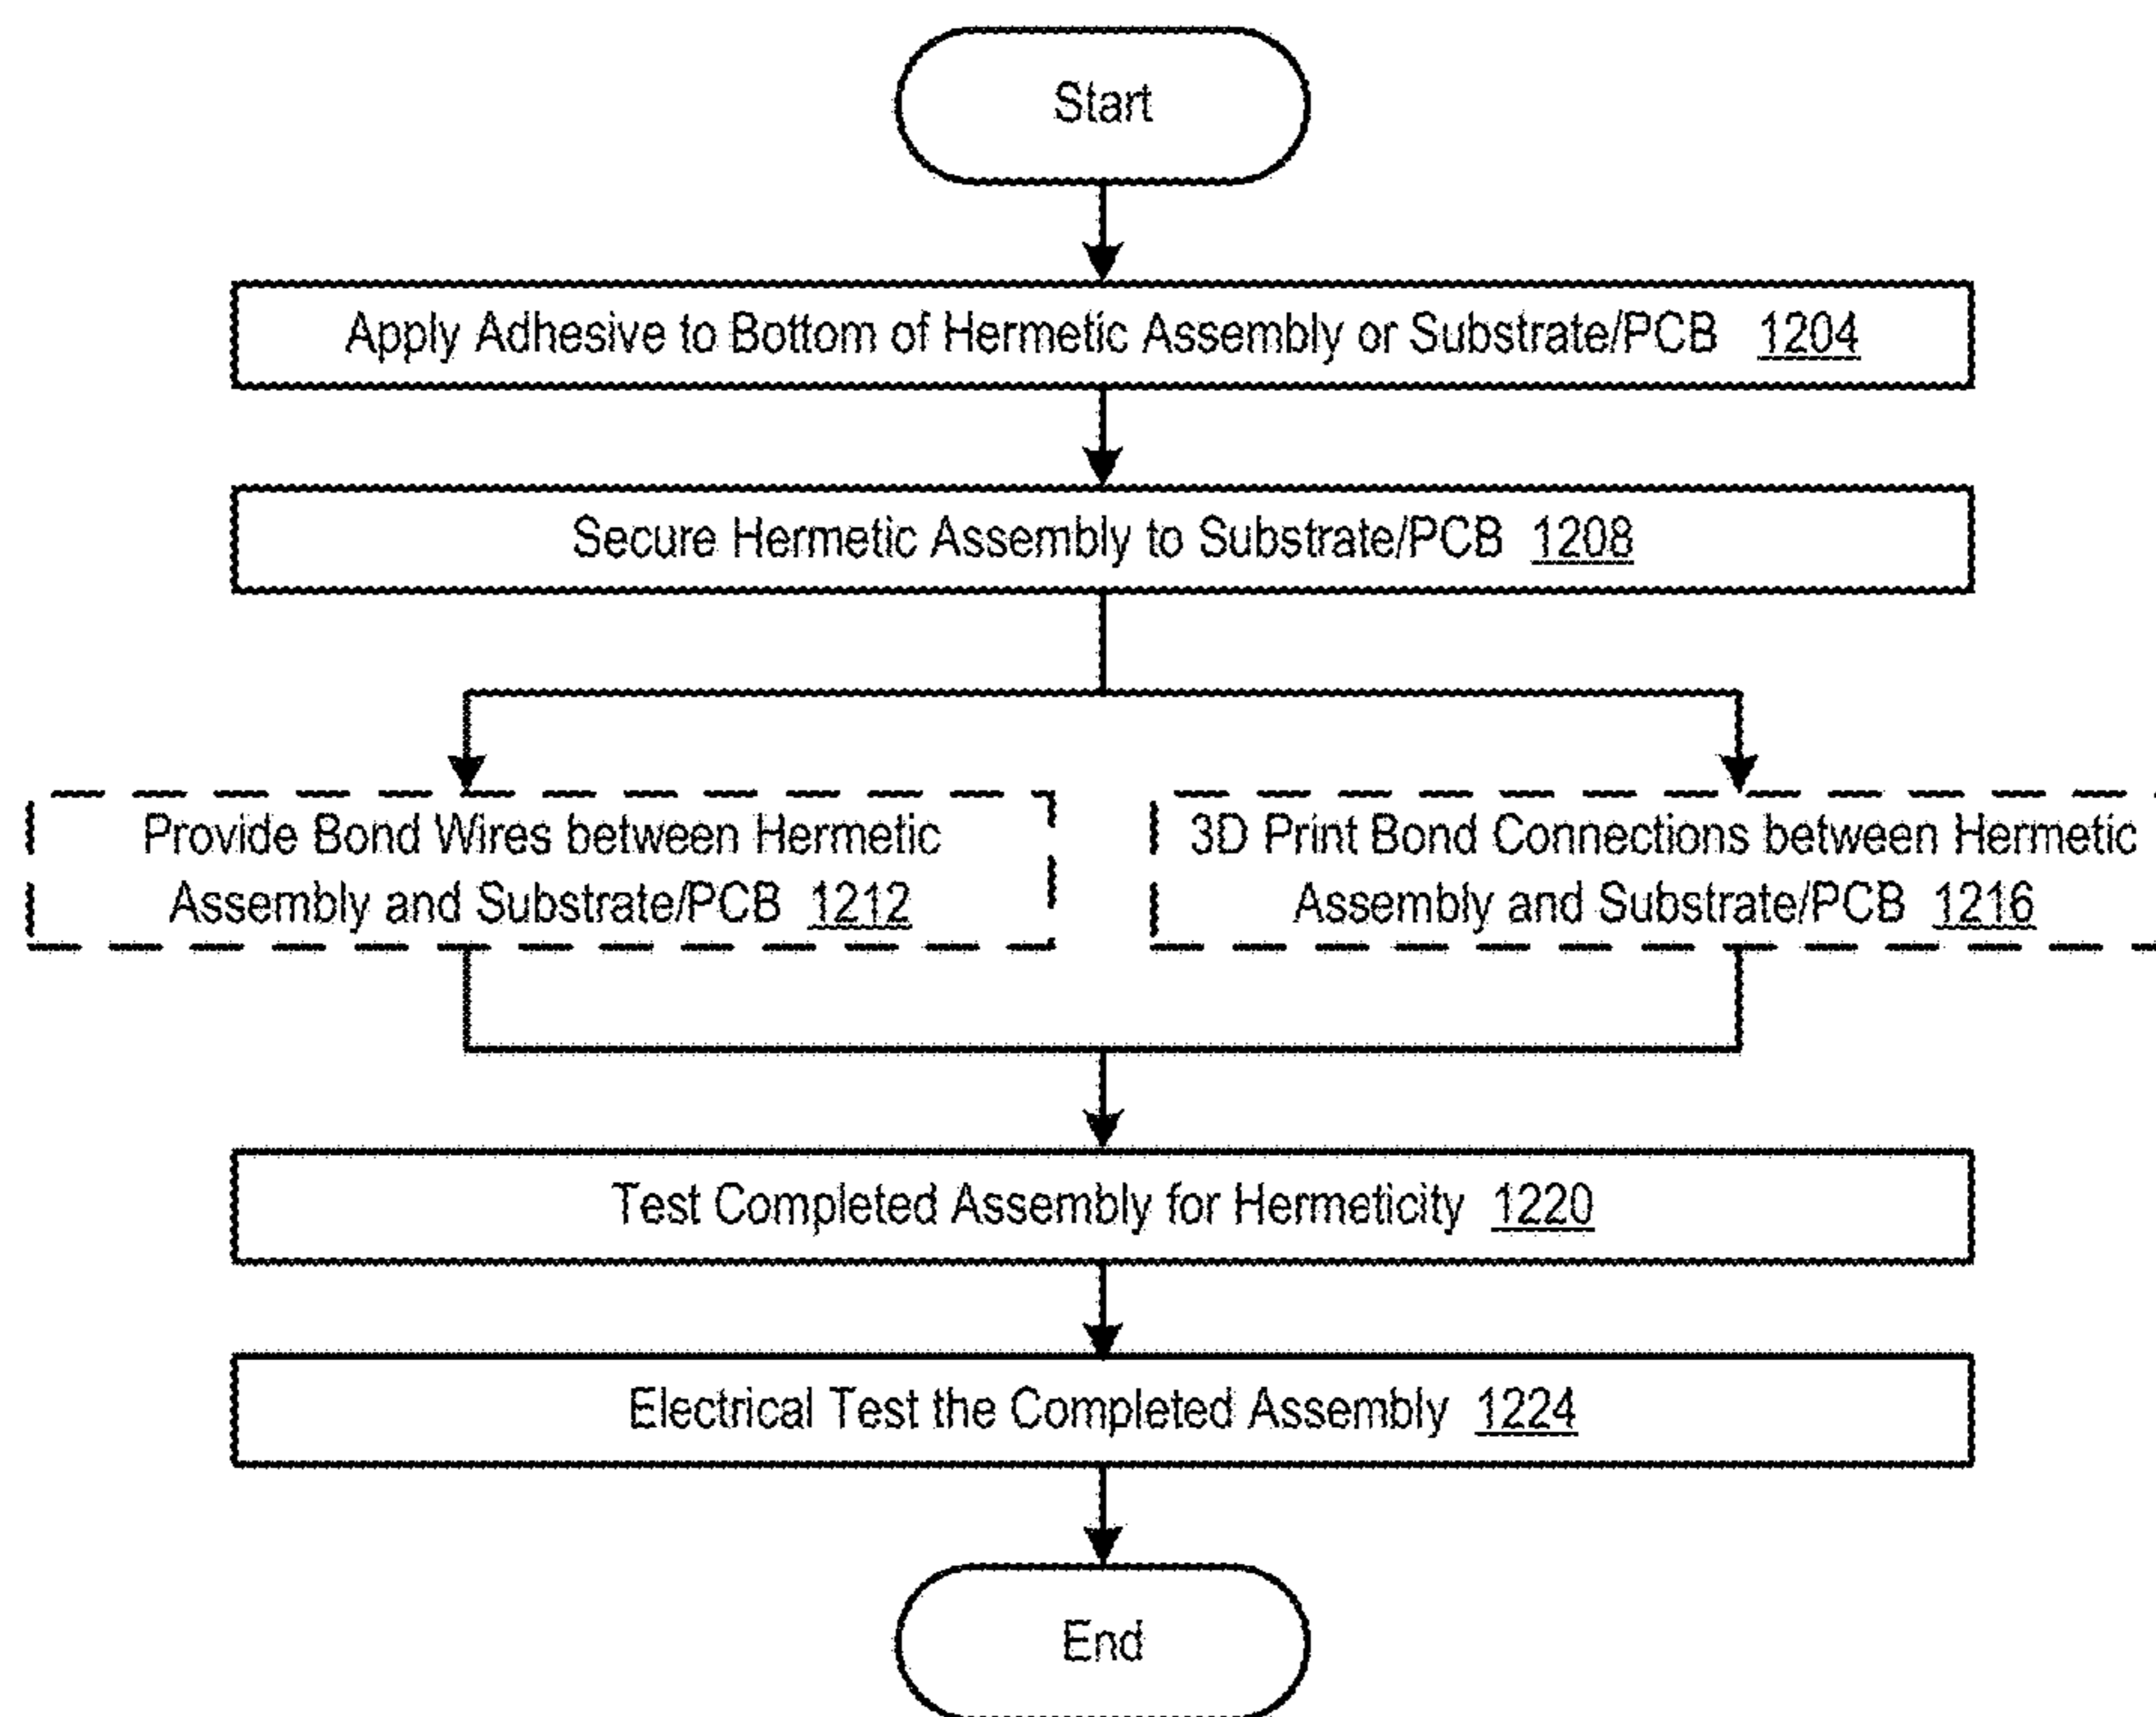 Start
Apply Adhesive to Bottom of Hermetic Assembly or Substrate/PCB 1204
Secure Hermetic Assembly to Substrate/PCB 1208
Provide Bond Wires between Hermetic
Assembly and Substrate/PCB 1212
3D Print Bond Connections between Hermetic
Assembly and Substrate/PCB 1216
Test Completed Assembly for Hermeticity 1220
Electrical Test the Completed Assembly 1224
End